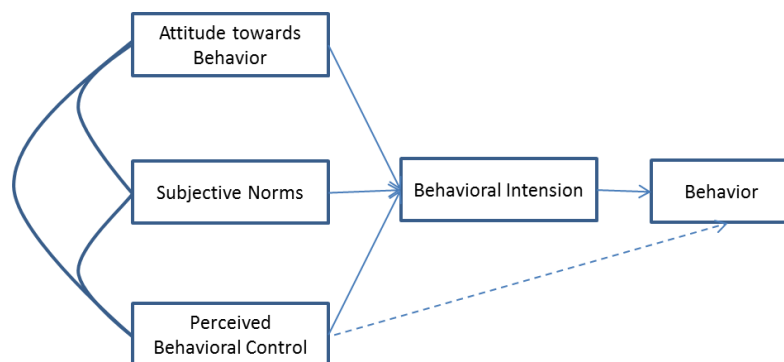 Attitude towards
Behavior
Subjective Norms
Behavioral Intension
Behavior
Perceived
Behavioral Control